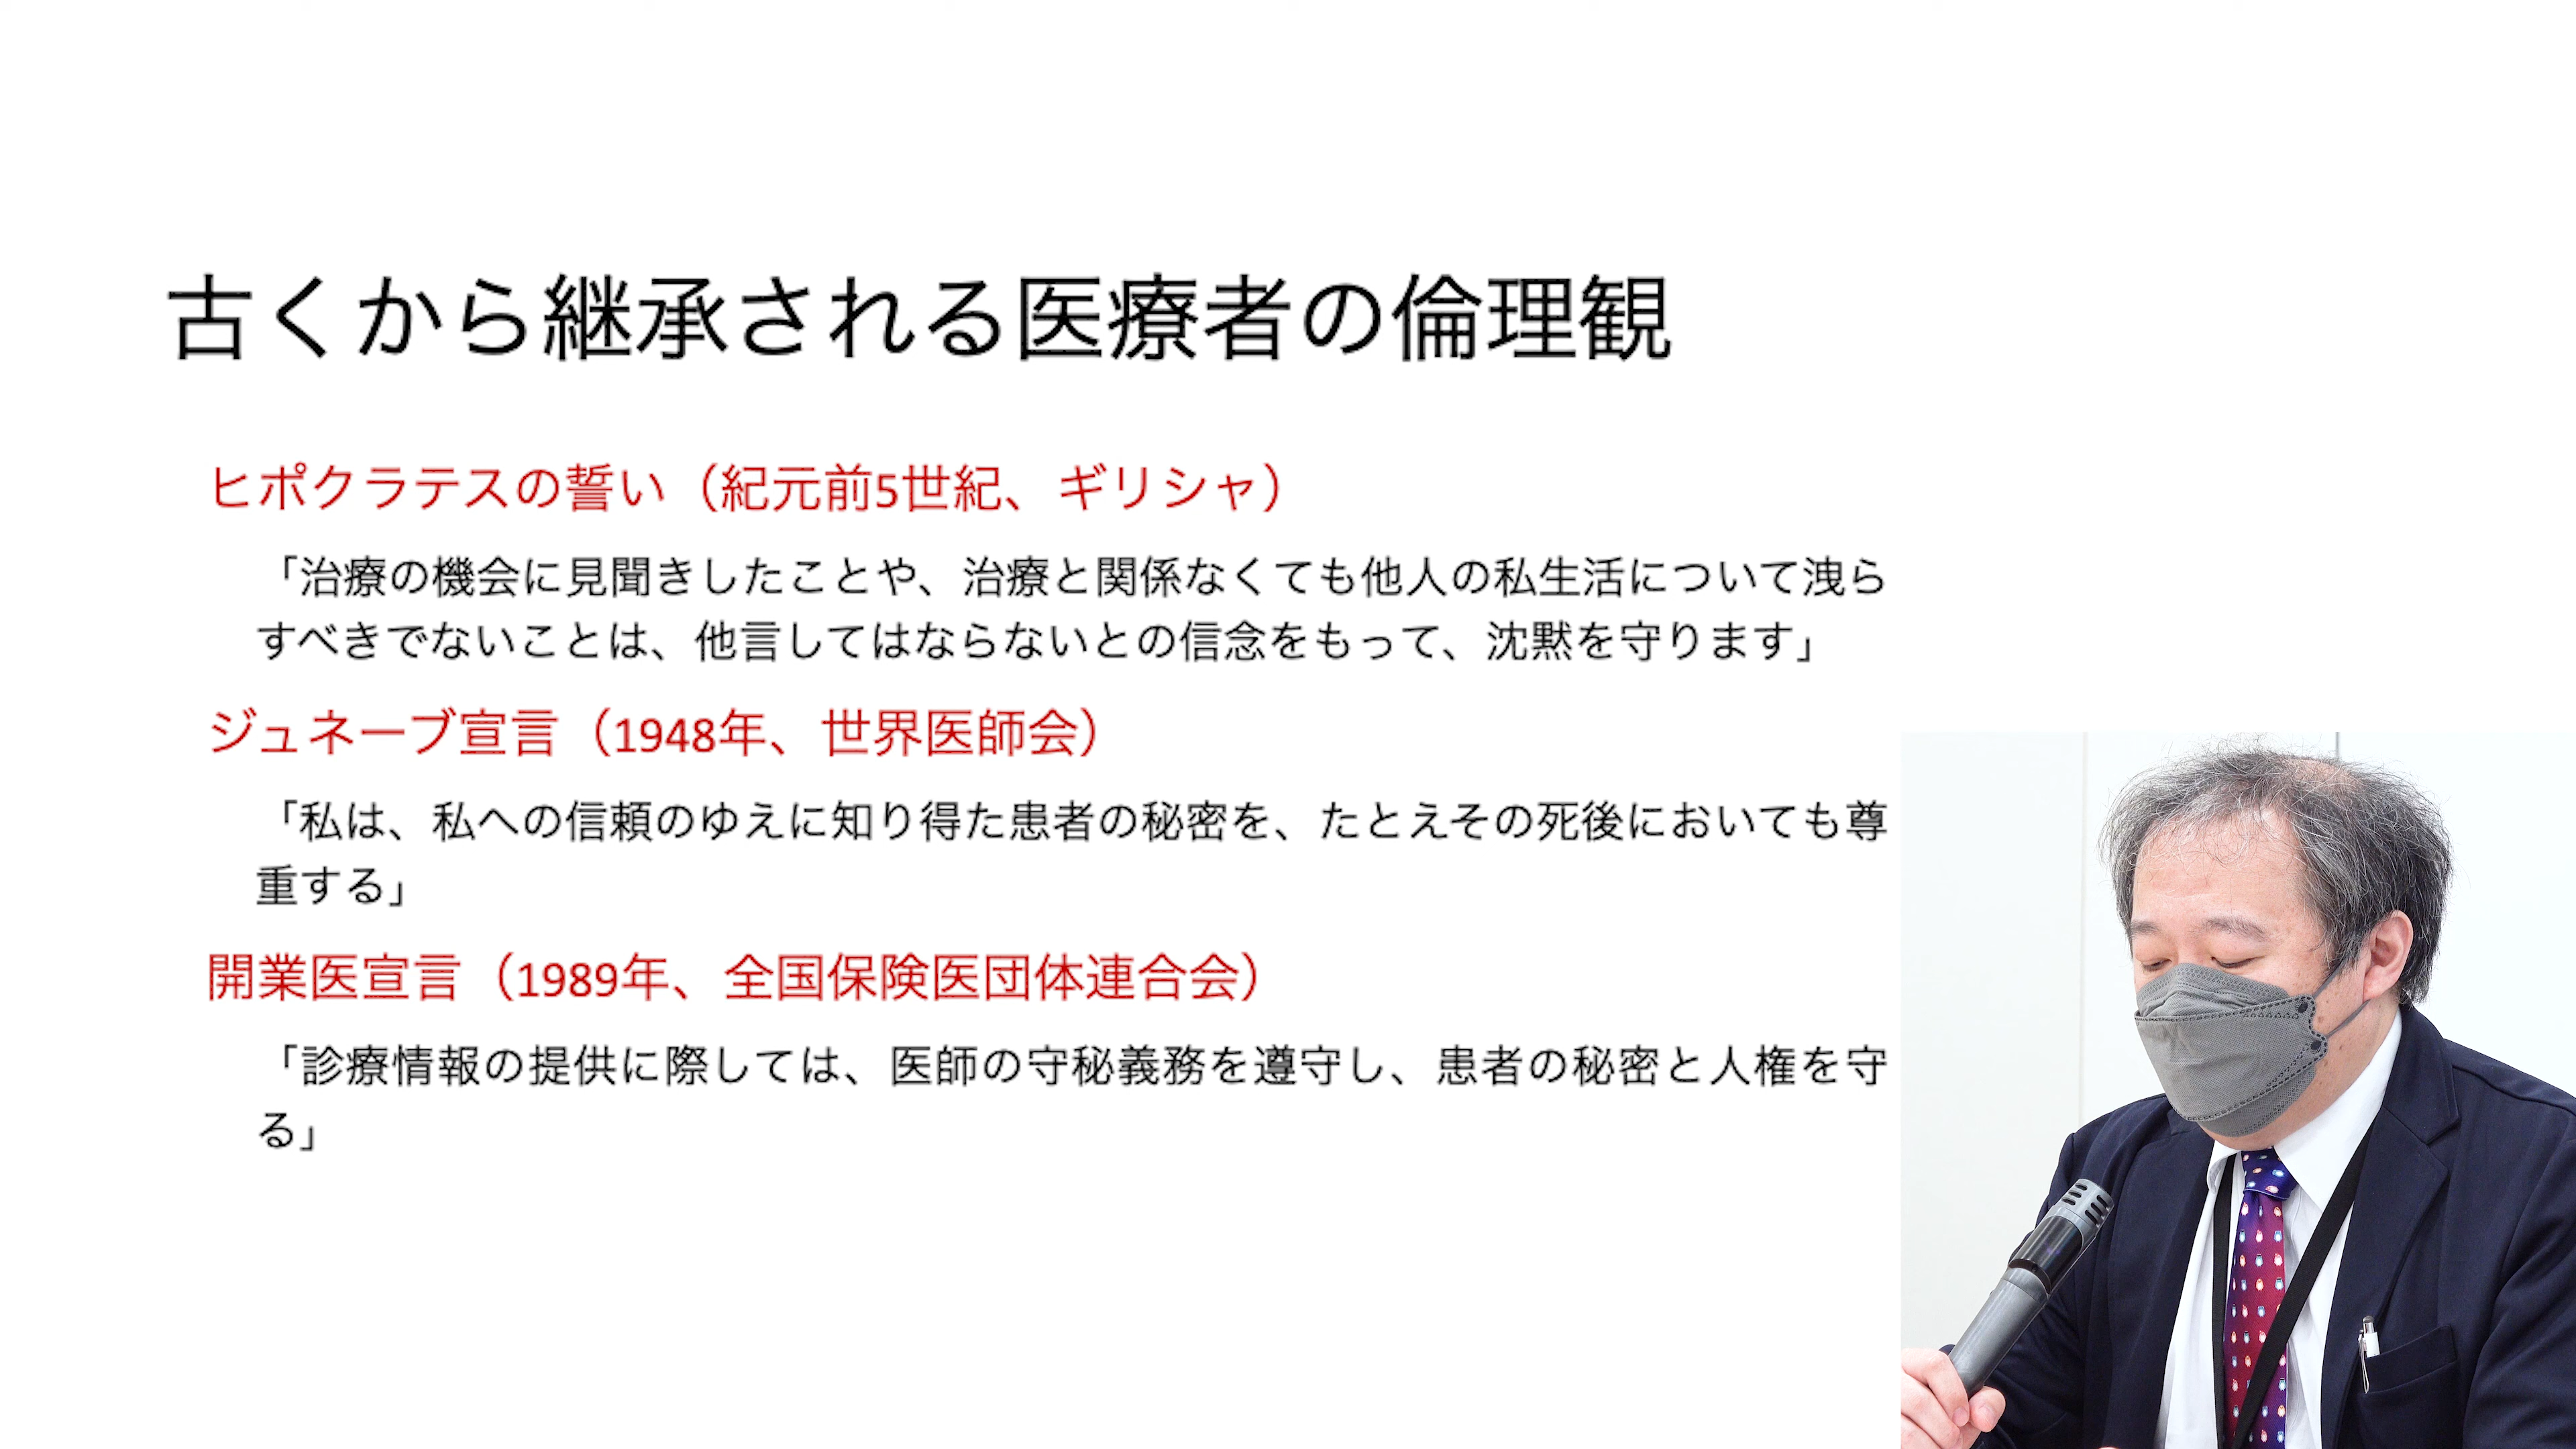 古くから継承される医療者の倫理観
ヒポクラテスの誓い（紀元前5世紀、ギリシャ）
「治療の機会に見聞きしたことや、治療と関係なくても他人の私生活について洩ら
すべきでないことは、他言してはならないとの信念をもって、沈黙を守ります」
ジュネーブ宣言（1948年、世界医師会）
「私は、私への信頼のゆえに知り得た患者の秘密を、たとえその死後においても尊
重する」
開業医宣言（1989年、全国保険医団体連合会）
「診療情報の提供に際しては、医師の守秘義務を遵守し、患者の秘密と人権を守
る」